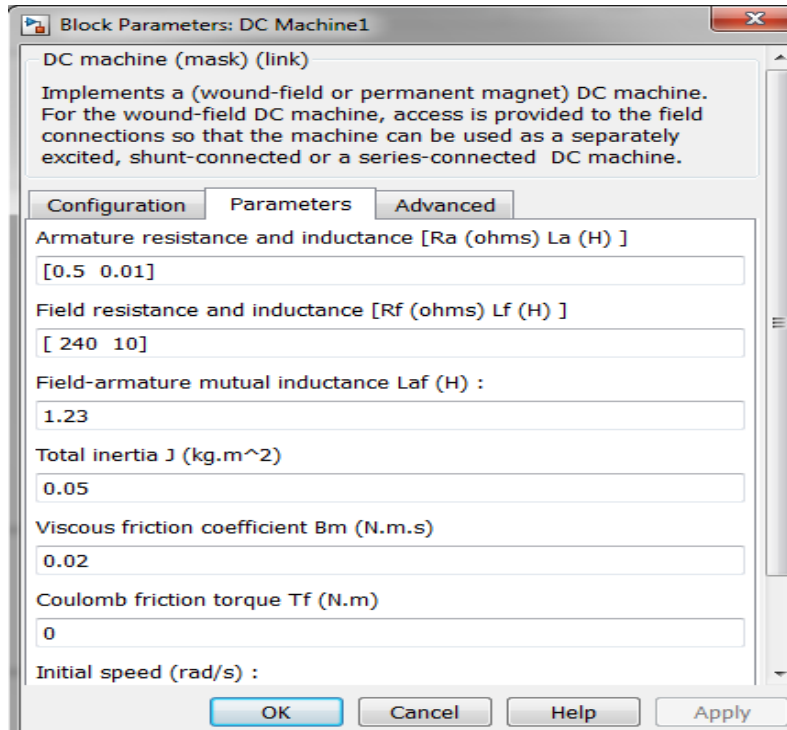 Block Parameters: DC Machine1
DC machine (mask) (link)
Implements a (wound-field or permanent magnet) DC machine.
For the wound-field DC machine, access is provided to the field
connections so that the machine can be used as a separately
excited, shunt-connected or a series-connected DC machine.
Configuration Parameters Advanced
Armature resistance and inductance [Ra (ohms) La (H) ]
[0.5 0.01]
Field resistance and inductance [Rf (ohms) Lf (H) ]
[ 240 10]
Field-armature mutual inductance Laf (H) :
1.23
Total inertia J (kg.m^2)
0.05
Viscous friction coefficient Bm (N.m.s)
0.02
Coulomb friction torque Tf (N.m)
0
Initial speed (rad/s) :
OK Cancel Help Apply